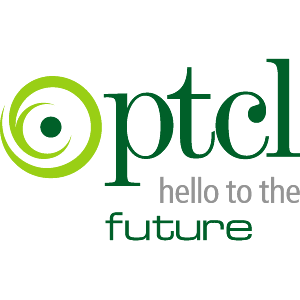 ptcl
hello to the
future